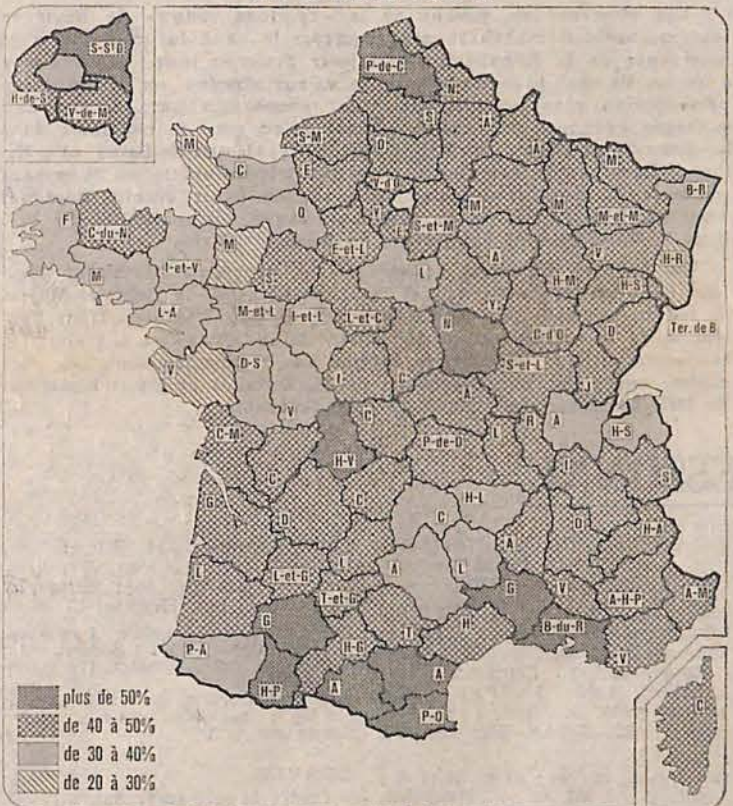 S-St D
H-de-S
V-de-M
P-de-C
N
S-M
S
A
A
O
M
C
E
V-d'O
M
M
M-et-M
B-R
O
Y
E
S-et-M
M
F
C-du-N
I-et-V
M
S
E-et-L
A
H-M
V
H-R
M
L
H-S
L-A
M-et-L
I-et-L
L-et-C
Y
C-d'O
D
Ter. de B
V
D-S
V
I
C
N
S-et-L
J
A
C-M
C
H-V
C
P-de-D
L
R
A
H-S
I
S
G
D
C
C
H-L
A
D
H-A
L
L-et-G
L
T-et-G
A
L
G
V
A-H-P
A-M
G
T
H
B-du-R
V
P-A
H-P
H-G
A
A
P-O
C
plus de 50%
de 40 à 50%
de 30 à 40%
de 20 à 30%